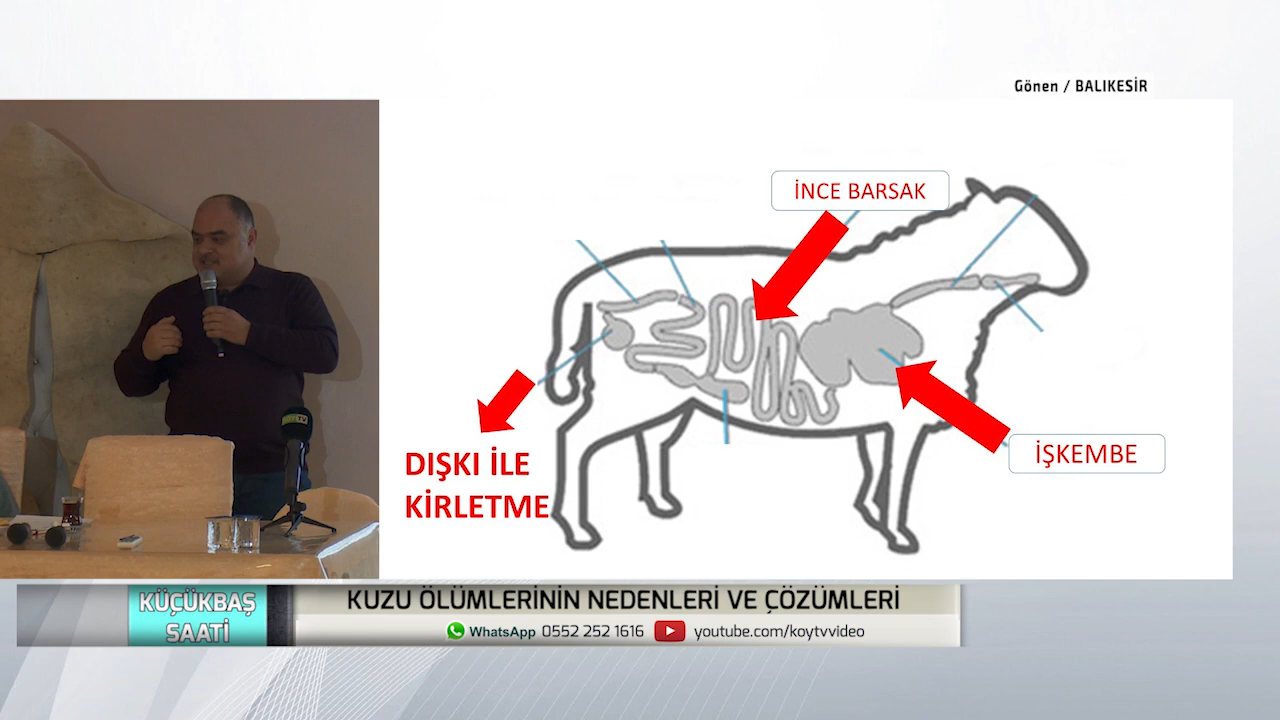 Gönen / BALIKESİR
İNCE BARSAK
İŞKEMBE
DIŞKI İLE
KİRLETME
KÜÇÜKBAŞ
SAATİ
KUZU ÖLÜMLERİNİN NEDENLERİ VE ÇÖZÜMLERİ
WhatsApp 0552 252 1616 youtube.com/koytvvideo